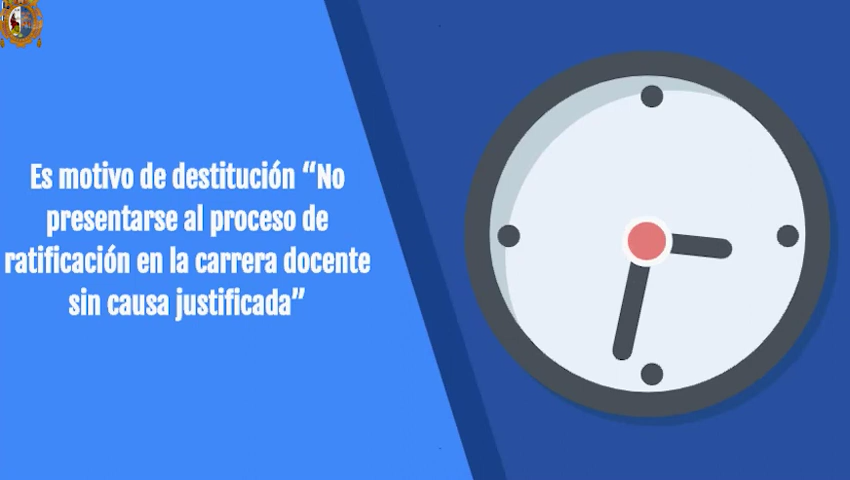 Es motivo de destitución “No
presentarse al proceso de
ratificación en la carrera docente
sin causa justificada”